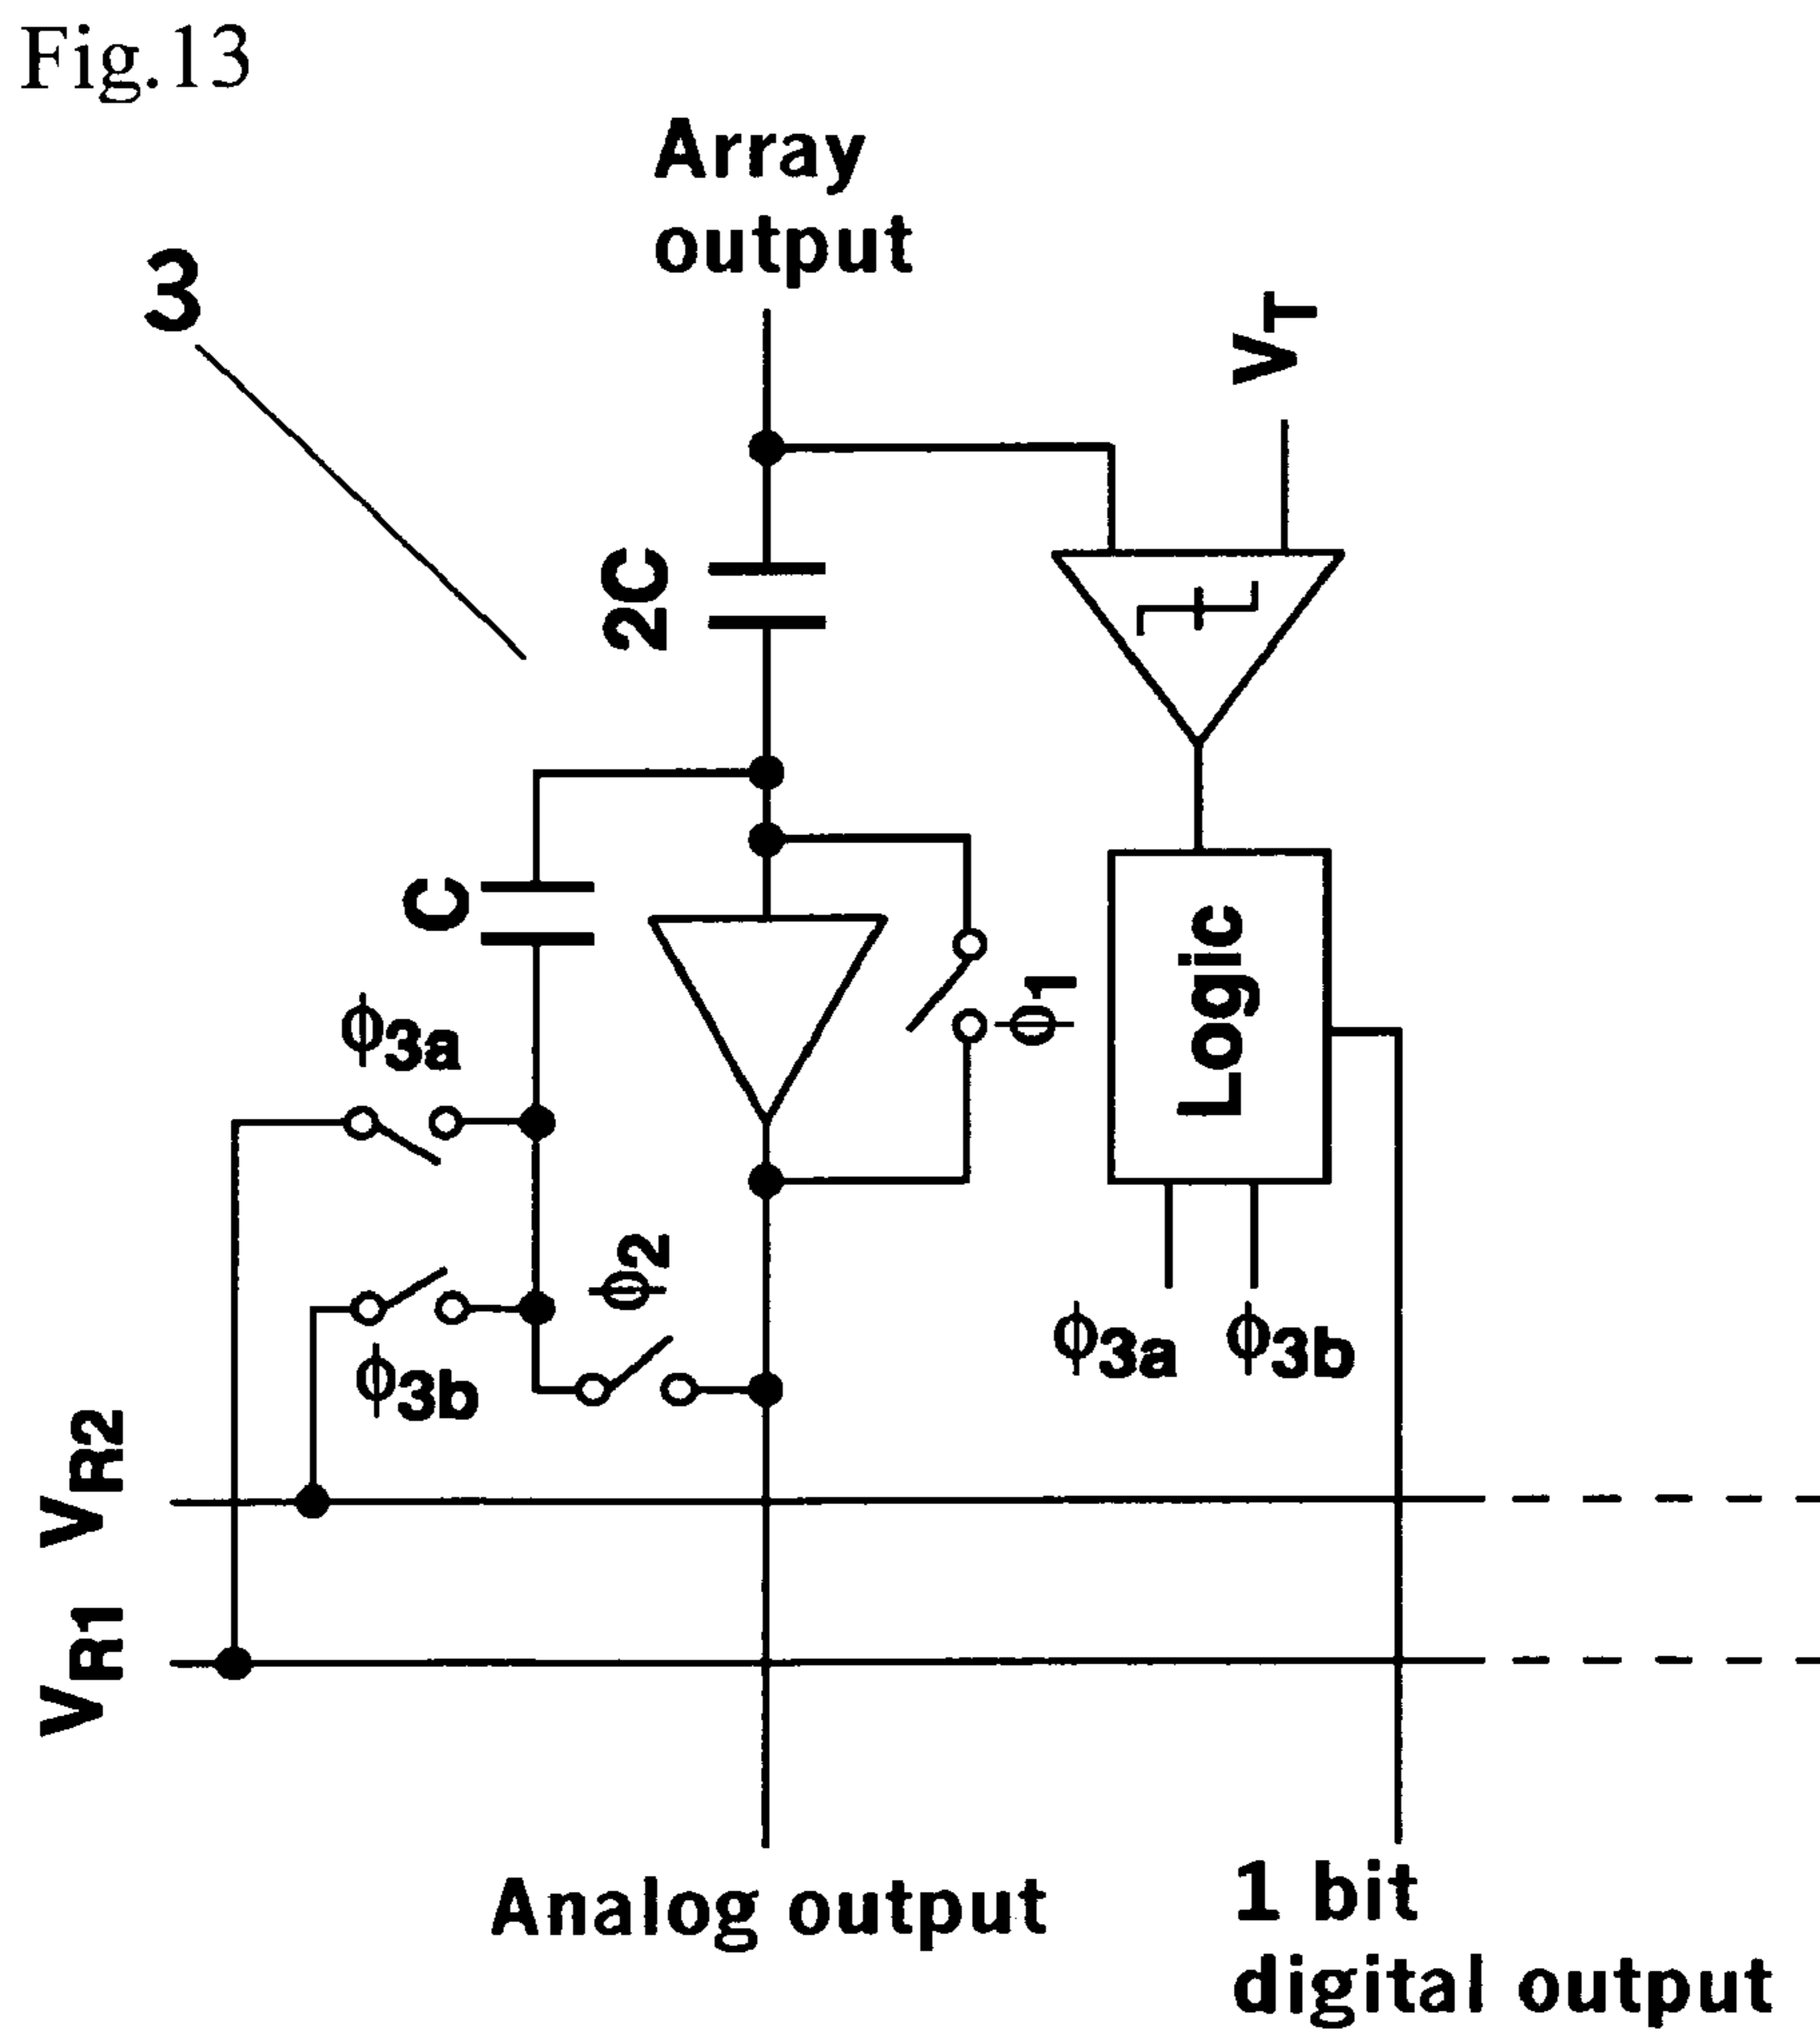 Fig.13
Array
output
3
VT
2C
C
ϕ3a
ϕ1
Logic
ϕ2
ϕ3b
ϕ3a
ϕ3b
VR2
VR1
Analog output
1 bit
digital output